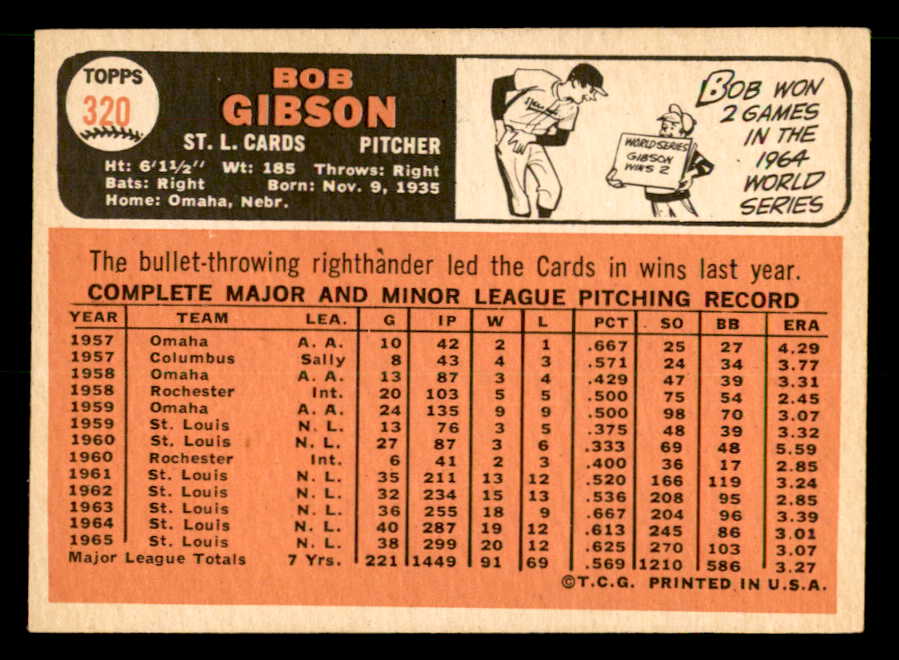 TOPPS
320
BOB
GIBSON
ST. L. CARDS PITCHER
Ht: 6'11/2" Wt: 185 Throws: Right
Bats: Right Born: Nov. 9, 1935
Home: Omaha, Nebr.
WORLD SERIES
GIBSON
WINS 2
BOB WON
2 GAMES
IN THE
1964
WORLD
SERIES
The bullet-throwing righthander led the Cards in wins last year.
COMPLETE MAJOR AND MINOR LEAGUE PITCHING RECORD
YEAR TEAM LEA. G IP W L PCT SO BB ERA
1957 Omaha A. A. 10 42 2 1 .667 25 27 4.29
1957 Columbus Sally 8 43 4 3 .571 24 34 3.77
1958 Omaha A. A. 13 87 3 4 .429 47 39 3.31
1958 Rochester Int. 20 103 5 5 .500 75 54 2.45
1959 Omaha A. A. 24 135 9 9 .500 98 70 3.07
1959 St. Louis N. L. 13 76 3 5 .375 48 39 3.32
1960 St. Louis N. L. 27 87 3 6 .333 69 48 5.59
1960 Rochester Int. 6 41 2 3 .400 36 17 2.85
1961 St. Louis N. L. 35 211 13 12 .520 166 119 3.24
1962 St. Louis N. L. 32 234 15 13 .536 208 95 2.85
1963 St. Louis N. L. 36 255 18 9 .667 204 96 3.39
1964 St. Louis N. L. 40 287 19 12 .613 245 86 3.01
1965 St. Louis N. L. 38 299 20 12 .625 270 103 3.07
Major League Totals 7 Yrs. 221 1449 91 69 .569 1210 586 3.27
©T.C.G. PRINTED IN U.S.A.